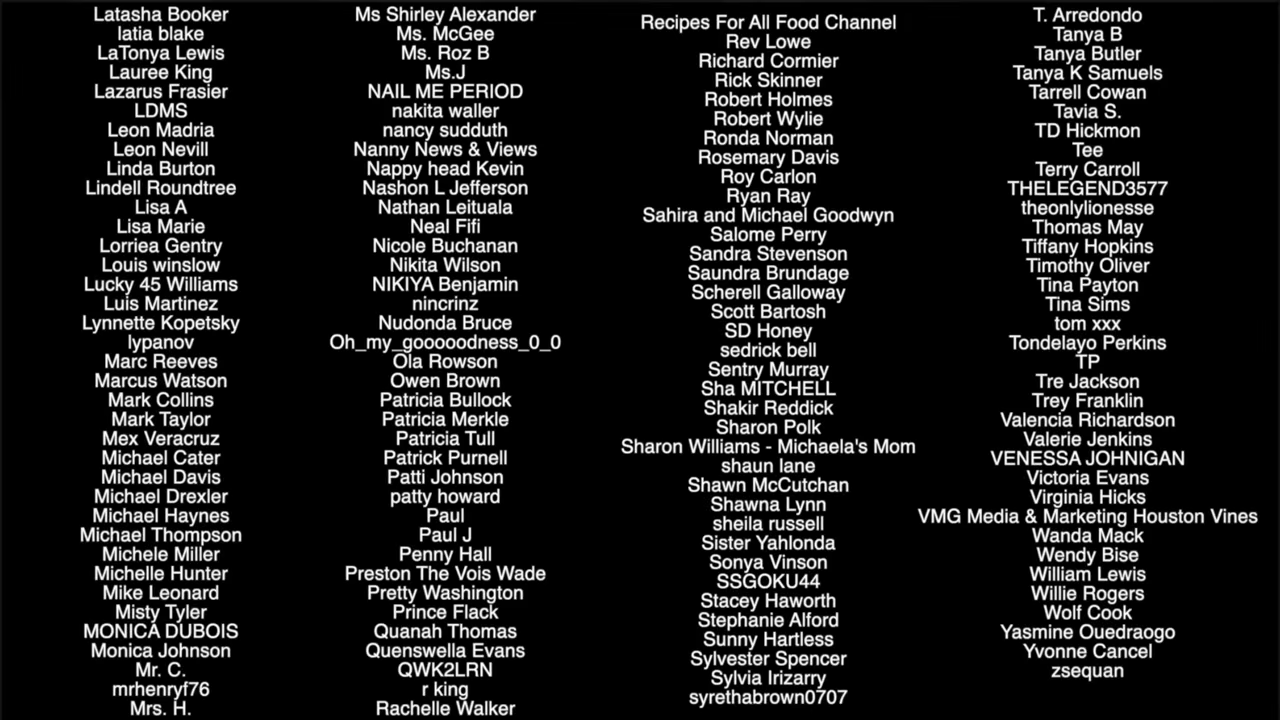 Latasha Booker
latia blake
LaTonya Lewis
Lauree King
Lazarus Frasier
LDMS
Leon Madria
Leon Nevill
Linda Burton
Lindell Roundtree
Lisa A
Lisa Marie
Lorriea Gentry
Louis winslow
Lucky 45 Williams
Luis Martinez
Lynnette Kopetsky
lypanov
Marc Reeves
Marcus Watson
Mark Collins
Mark Taylor
Mex Veracruz
Michael Cater
Michael Davis
Michael Drexler
Michael Haynes
Michael Thompson
Michele Miller
Michelle Hunter
Mike Leonard
Misty Tyler
MONICA DUBOIS
Monica Johnson
Mr. C.
mrhenryf76
Mrs. H.
Ms Shirley Alexander
Ms. McGee
Ms. Roz B
Ms.J
NAIL ME PERIOD
nakita waller
nancy sudduth
Nanny News & Views
Nappy head Kevin
Nashon L Jefferson
Nathan Leituala
Neal Fifi
Nicole Buchanan
Nikita Wilson
NIKIYA Benjamin
nincrinz
Nudonda Bruce
Oh_my_gooooodness_0_0
Ola Rowson
Owen Brown
Patricia Bullock
Patricia Merkle
Patricia Tull
Patrick Purnell
Patti Johnson
patty howard
Paul
Paul J
Penny Hall
Preston The Vois Wade
Pretty Washington
Prince Flack
Quanah Thomas
Quenswella Evans
QWK2LRN
r king
Rachelle Walker
Recipes For All Food Channel
Rev Lowe
Richard Cormier
Rick Skinner
Robert Holmes
Robert Wylie
Ronda Norman
Rosemary Davis
Roy Carlon
Ryan Ray
Sahira and Michael Goodwyn
Salome Perry
Sandra Stevenson
Saundra Brundage
Scherell Galloway
Scott Bartosh
SD Honey
sedrick bell
Sentry Murray
Sha MITCHELL
Shakir Reddick
Sharon Polk
Sharon Williams - Michaela's Mom
shaun lane
Shawn McCutchan
Shawna Lynn
sheila russell
Sister Yahlonda
Sonya Vinson
SSGOKU44
Stacey Haworth
Stephanie Alford
Sunny Hartless
Sylvester Spencer
Sylvia Irizarry
syrethabrown0707
T. Arredondo
Tanya B
Tanya Butler
Tanya K Samuels
Tarrell Cowan
Tavia S.
TD Hickmon
Tee
Terry Carroll
THELEGEND3577
theonlylionesse
Thomas May
Tiffany Hopkins
Timothy Oliver
Tina Payton
Tina Sims
tom xxx
Tondelayo Perkins
TP
Tre Jackson
Trey Franklin
Valencia Richardson
Valerie Jenkins
VENESSA JOHNIGAN
Victoria Evans
Virginia Hicks
VMG Media & Marketing Houston Vines
Wanda Mack
Wendy Bise
William Lewis
Willie Rogers
Wolf Cook
Yasmine Ouedraogo
Yvonne Cancel
zsequan